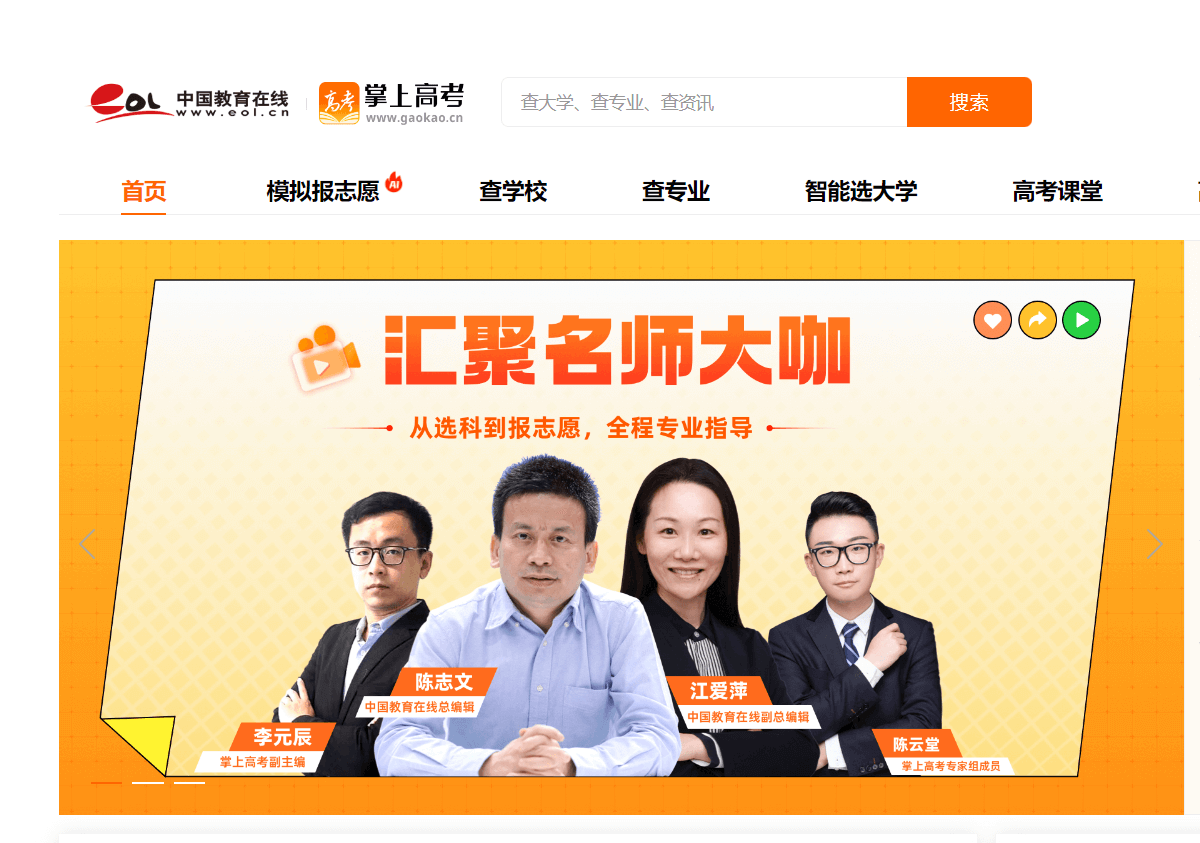 eol 中国教育在线
www.eol.cn
高考 掌上高考
www.gaokao.cn
查大学、查专业、查资讯
搜索
首页 模拟报志愿 AI 查学校 查专业 智能选大学 高考课堂
汇聚名师大咖
从选科到报志愿，全程专业指导
陈志文
中国教育在线总编辑
江爱萍
中国教育在线副总编辑
李元辰
掌上高考副主编
陈云堂
掌上高考专家组成员